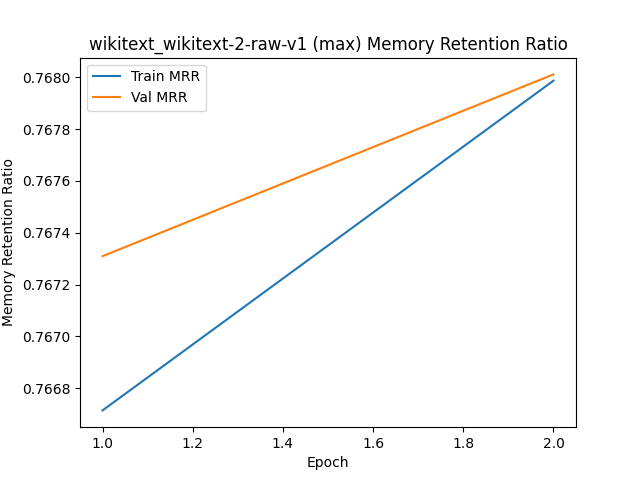 wikitext_wikitext-2-raw-v1 (max) Memory Retention Ratio
Train MRR
Val MRR
Memory Retention Ratio
0.7680
0.7678
0.7676
0.7674
0.7672
0.7670
0.7668
1.0 1.2 1.4 1.6 1.8 2.0
Epoch